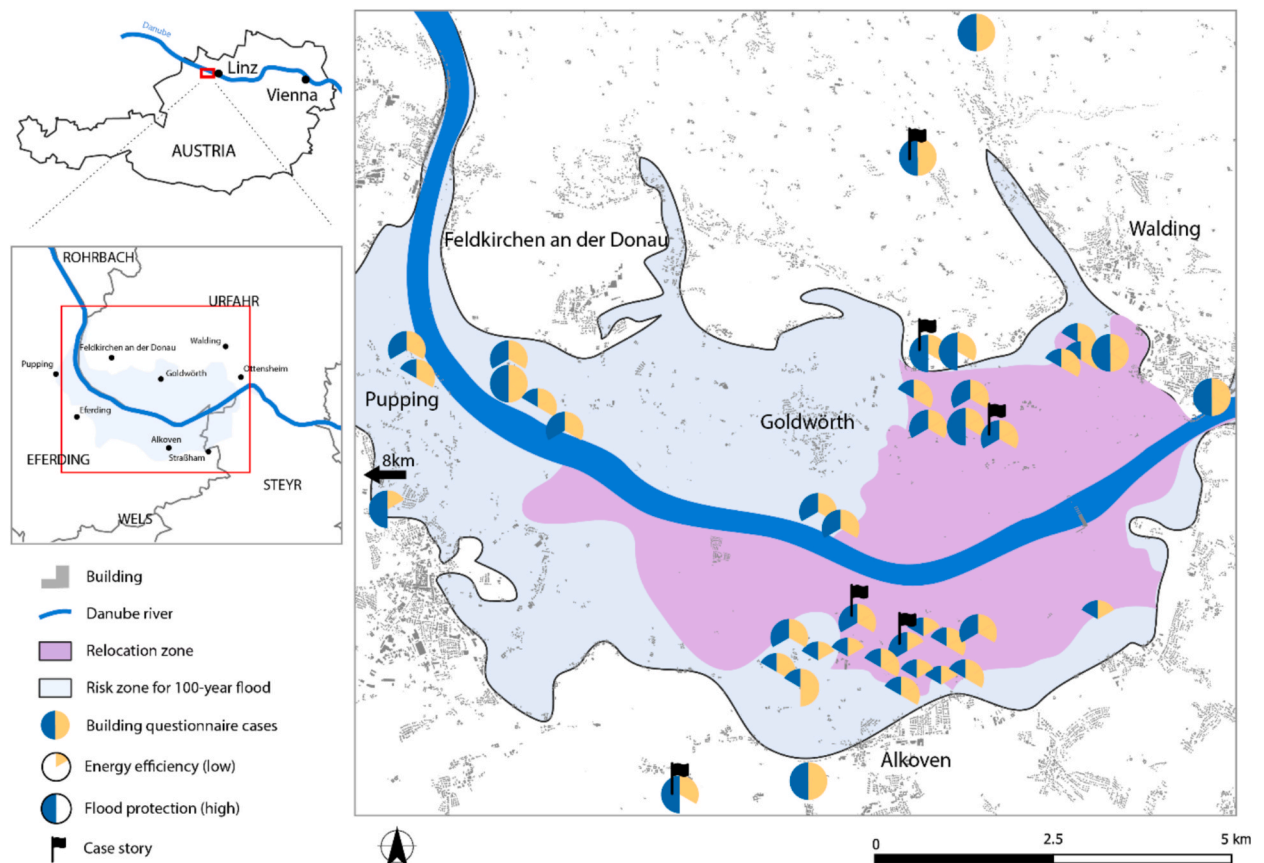 Danube
Linz
Vienna
AUSTRIA
ROHRBACH
URFAHR
Feldkirchen an der Donau
Walding
Pupping
Goldwörth
Ottensheim
Eferding
Alkoven
Straßham
EFERDING
STEYR
WELS
Building
Danube river
Relocation zone
Risk zone for 100-year flood
Building questionnaire cases
Energy efficiency (low)
Flood protection (high)
Case story
Feldkirchen an der Donau
Walding
Pupping
Goldwörth
8km
Alkoven
0
2.5
5 km